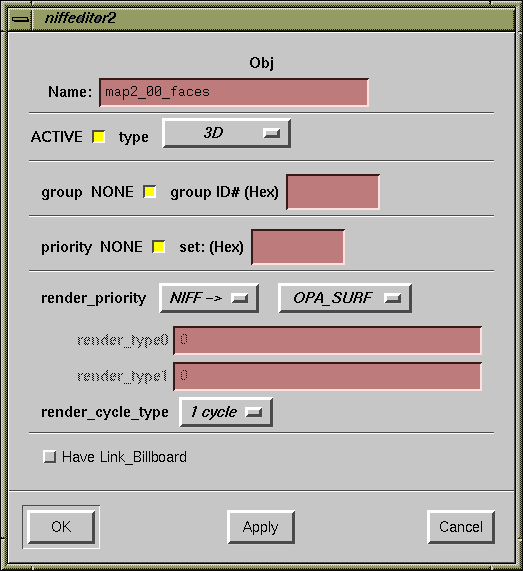 niffeditor2
Obj
Name: map2_00_faces
ACTIVE type 3D
group NONE group ID# (Hex)
priority NONE set: (Hex)
render_priority NIFF -> OPA_SURF
render_type0 0
render_type1 0
render_cycle_type 1 cycle
Have Link_Billboard
OK Apply Cancel